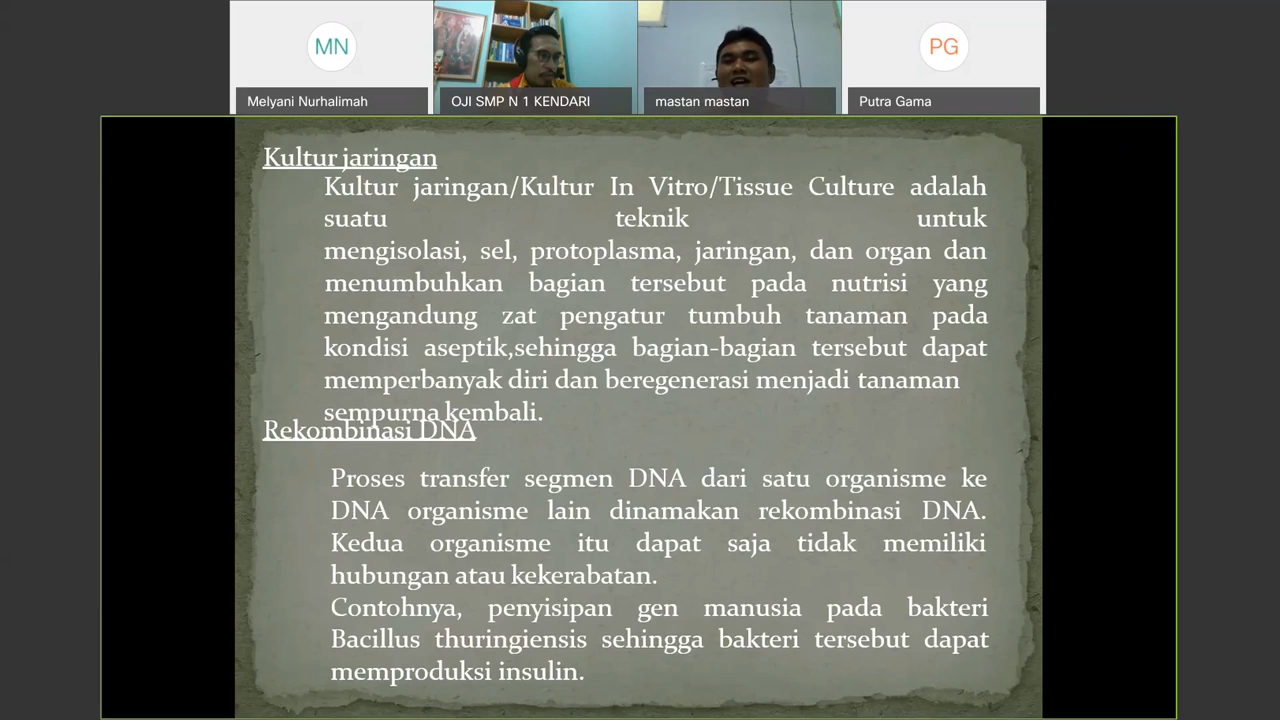 MN
PG
Melyani Nurhalimah
OJI SMP N 1 KENDARI
mastan mastan
Putra Gama
Kultur jaringan
Kultur jaringan/Kultur In Vitro/Tissue Culture adalah
suatu teknik untuk
mengisolasi, sel, protoplasma, jaringan, dan organ dan
menumbuhkan bagian tersebut pada nutrisi yang
mengandung zat pengatur tumbuh tanaman pada
kondisi aseptik,sehingga bagian-bagian tersebut dapat
memperbanyak diri dan beregenerasi menjadi tanaman
sempurna kembali.
Rekombinasi DNA
Proses transfer segmen DNA dari satu organisme ke
DNA organisme lain dinamakan rekombinasi DNA.
Kedua organisme itu dapat saja tidak memiliki
hubungan atau kekerabatan.
Contohnya, penyisipan gen manusia pada bakteri
Bacillus thuringiensis sehingga bakteri tersebut dapat
memproduksi insulin.